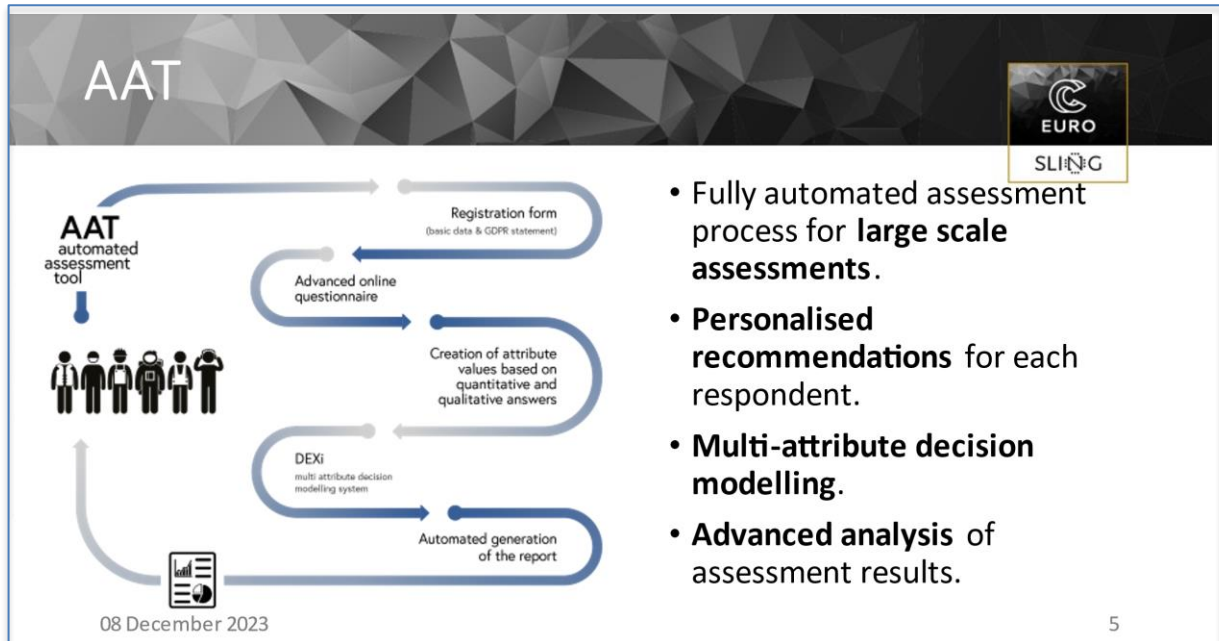 AAT
EURO
SLING
AAT
automated
assessment
tool
Registration form
(basic data & GDPR statement)
Advanced online
questionnaire
Creation of attribute
values based on
quantitative and
qualitative answers
DEXi
multi attribute decision
modelling system
Automated generation
of the report
• Fully automated assessment
process for large scale
assessments.
• Personalised
recommendations for each
respondent.
• Multi-attribute decision
modelling.
• Advanced analysis of
assessment results.
08 December 2023
5